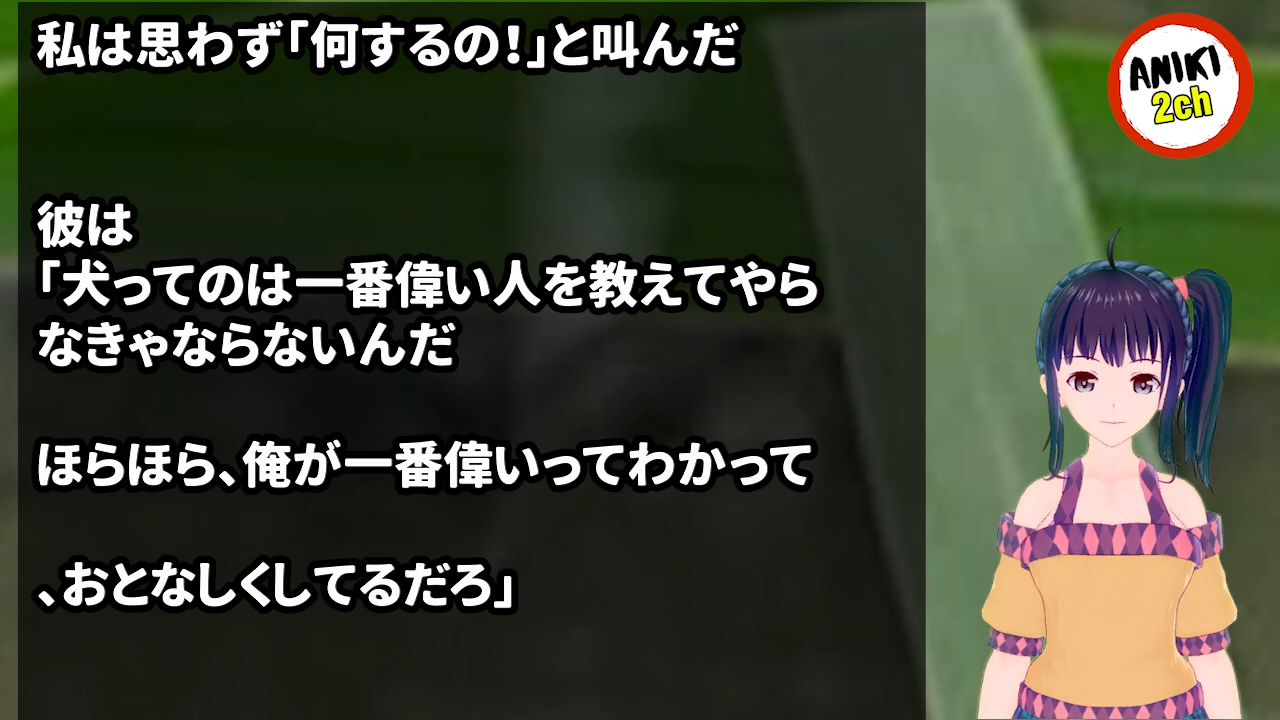 私は思わず「何するの!」と叫んだ
彼は
「犬ってのは一番偉い人を教えてやら
なきゃならないんだ
ほらほら、俺が一番偉いってわかって
、おとなしくしてるだろ」
ANIKI
2ch